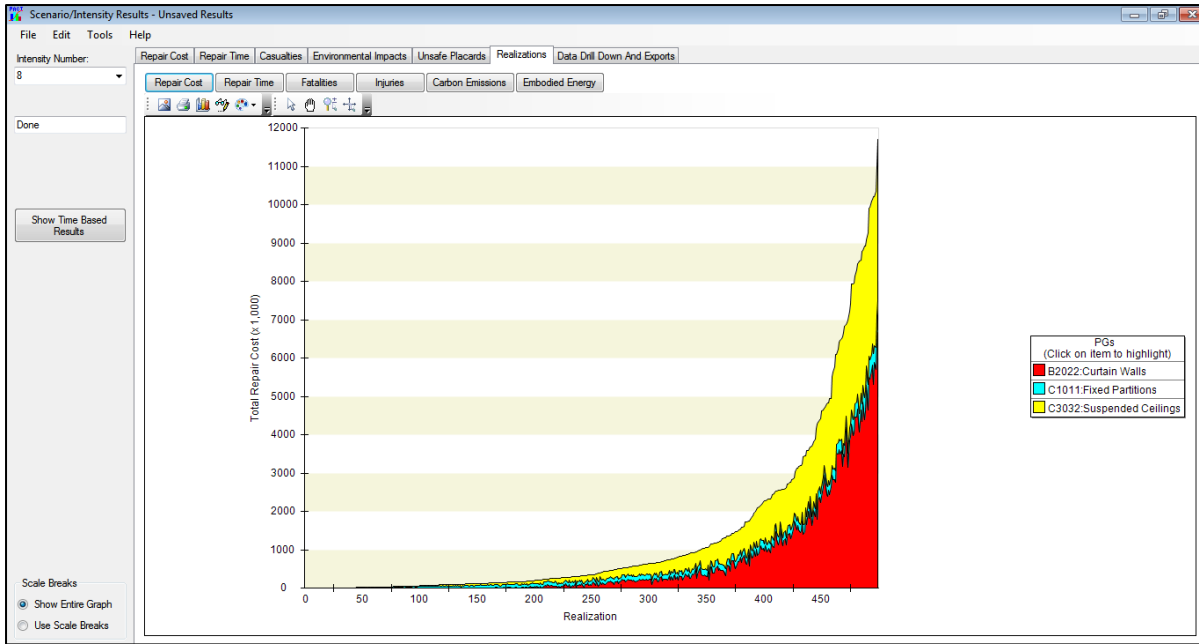 PACT
Scenario/Intensity Results - Unsaved Results
File Edit Tools Help
Intensity Number:
8
Done
Show Time Based
Results
Scale Breaks
Show Entire Graph
Use Scale Breaks
Repair Cost Repair Time Casualties Environmental Impacts Unsafe Placards Realizations Data Drill Down And Exports
Repair Cost Repair Time Fatalities Injuries Carbon Emissions Embodied Energy
Total Repair Cost (x 1,000)
12000
11000
10000
9000
8000
7000
6000
5000
4000
3000
2000
1000
0
0 50 100 150 200 250 300 350 400 450
Realization
PGs
(Click on item to highlight)
B2022:Curtain Walls
C1011:Fixed Partitions
C3032:Suspended Ceilings